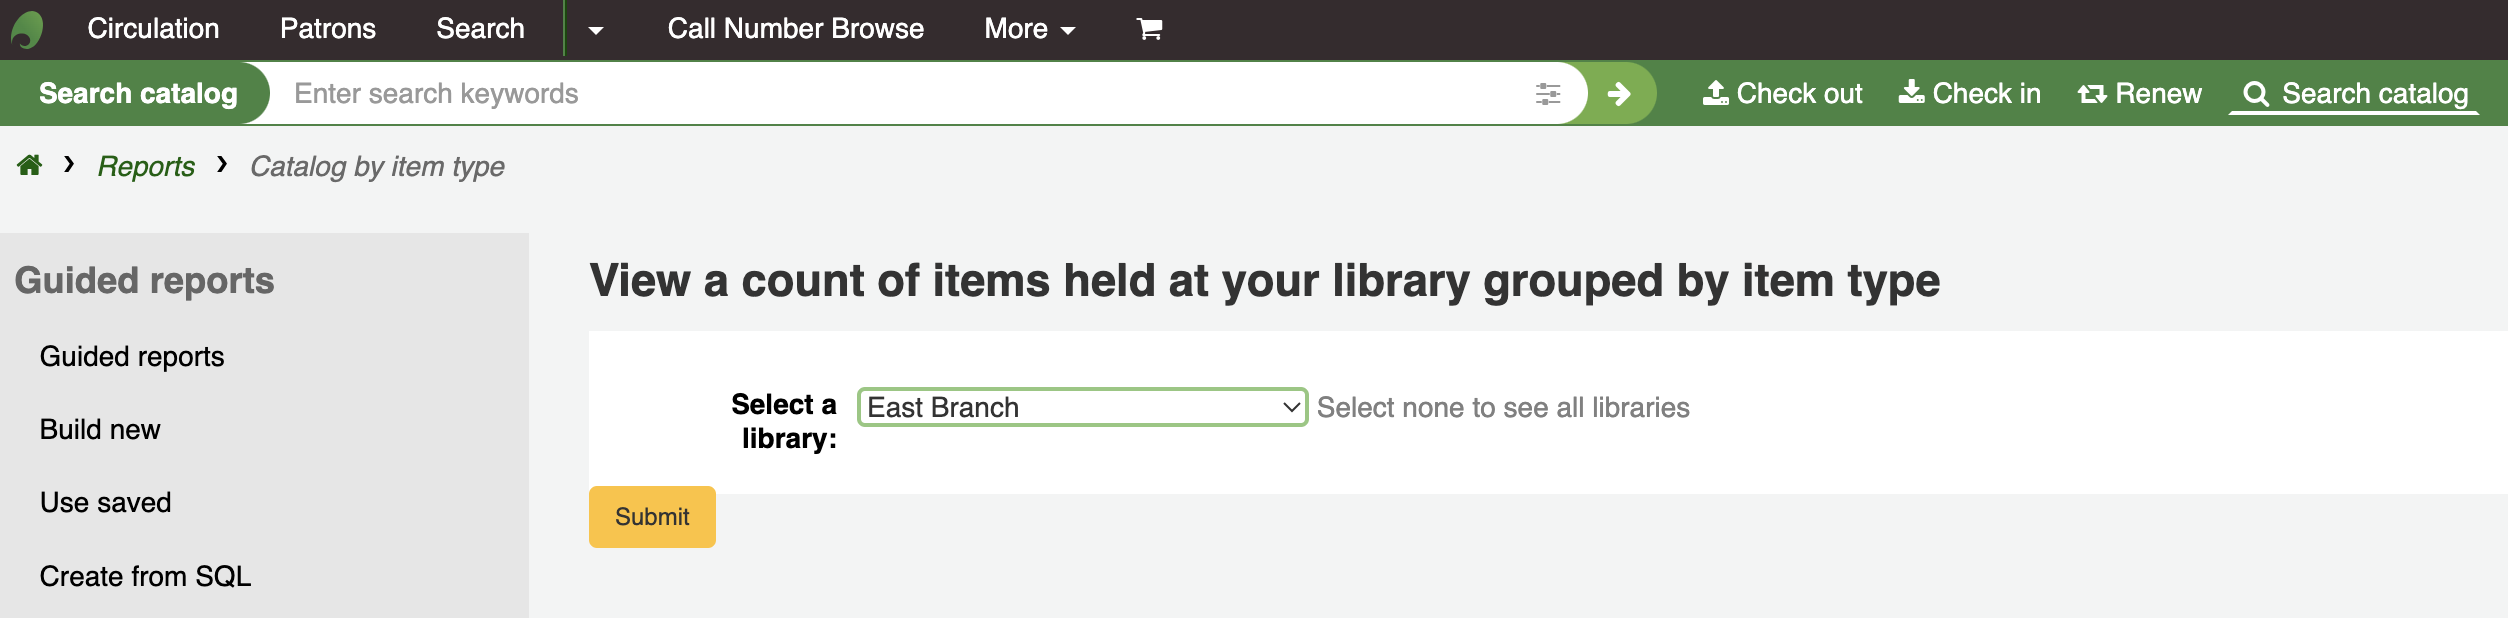 Circulation Patrons Search Call Number Browse More
Search catalog Enter search keywords Check out Check in Renew Search catalog
Reports Catalog by item type
Guided reports
Guided reports
Build new
Use saved
Create from SQL
View a count of items held at your library grouped by item type
Select a
library:
East Branch Select none to see all libraries
Submit